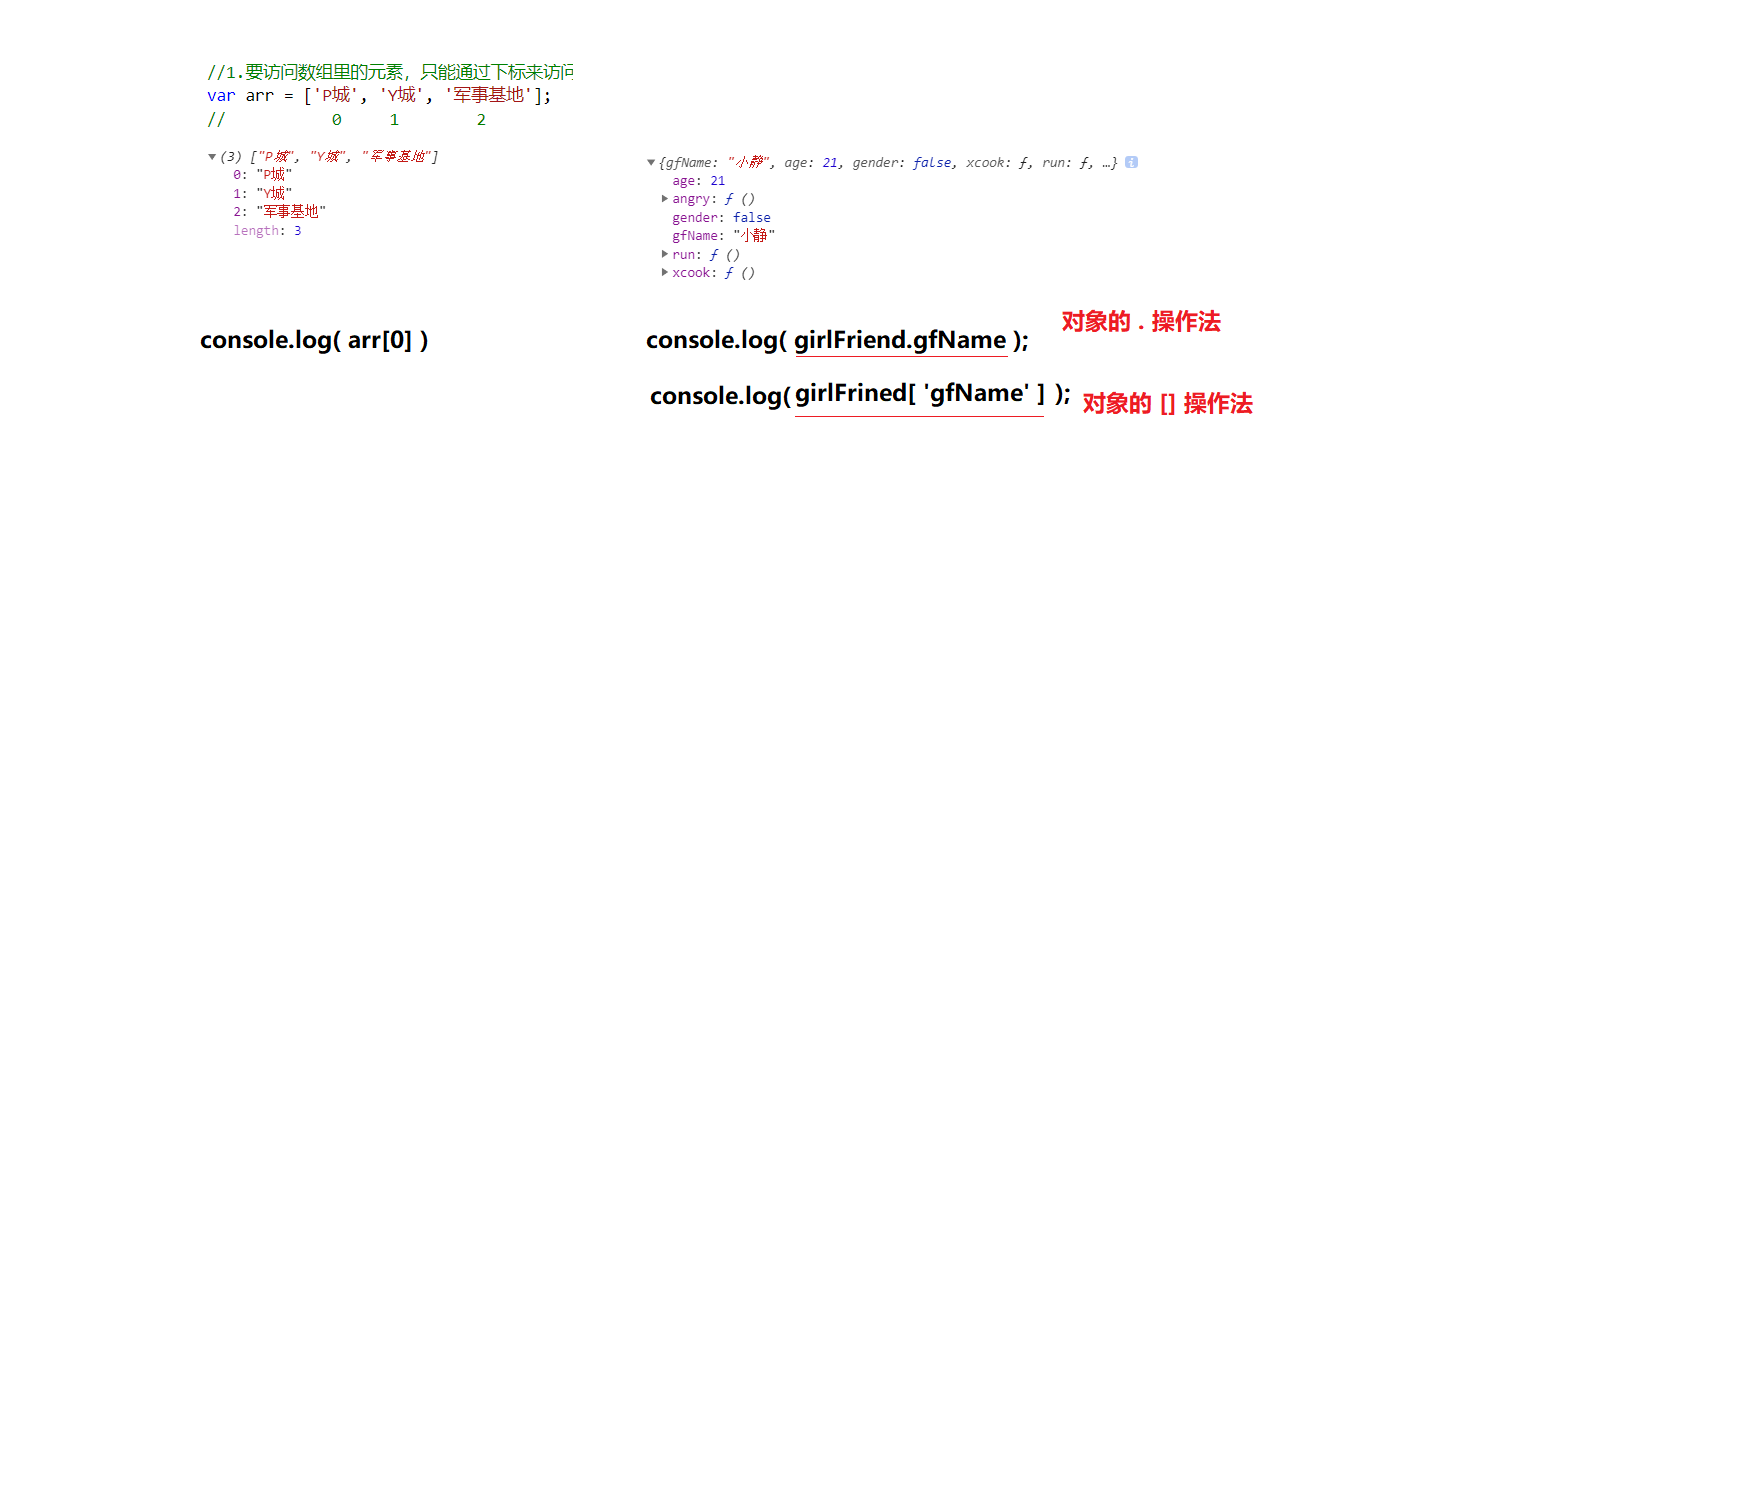 //1.要访问数组里的元素，只能通过下标来访问
var arr = ['P城', 'Y城', '军事基地'];
// 0 1 2
(3) ["P城", "Y城", "军事基地"]
0: "P城"
1: "Y城"
2: "军事基地"
length: 3
console.log( arr[0] )
{gfName: "小静", age: 21, gender: false, xcook: ƒ, run: ƒ, …}
age: 21
angry: ƒ ()
gender: false
gfName: "小静"
run: ƒ ()
xcook: ƒ ()
console.log( girlFriend.gfName );
对象的 . 操作法
console.log( girlFrined[ 'gfName' ] );
对象的 [] 操作法